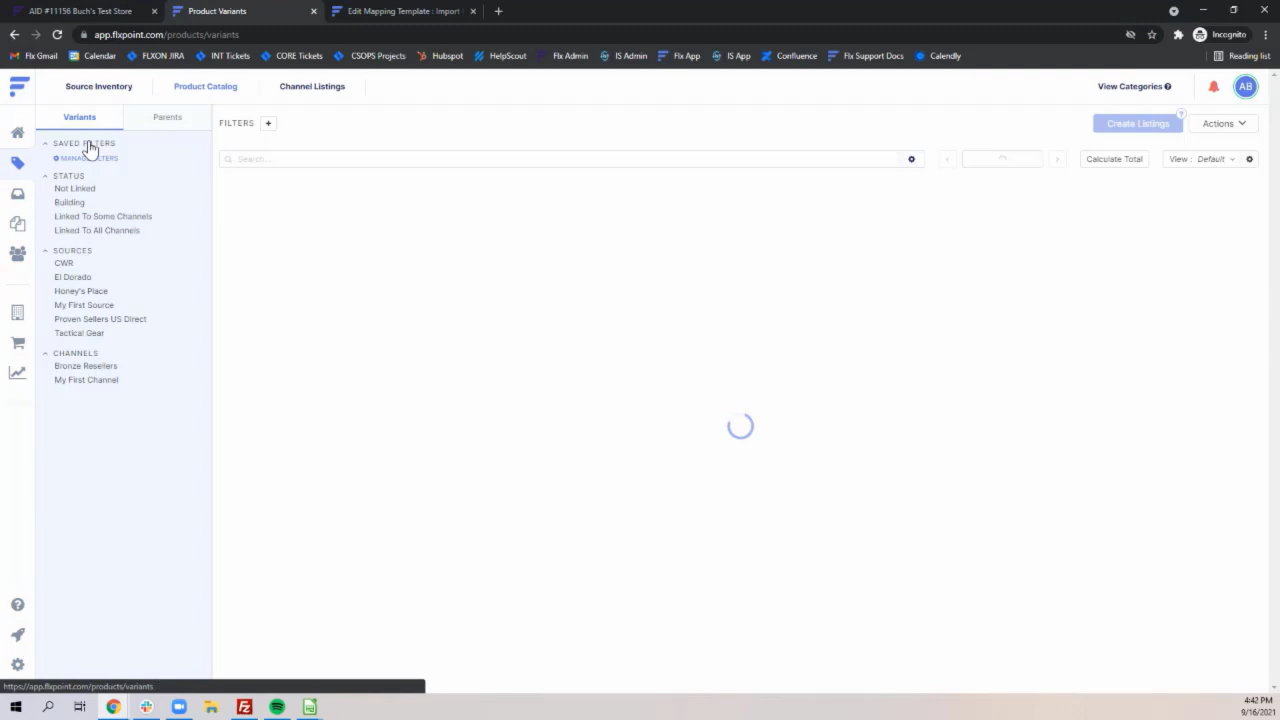 AID #11156 Buch's Test Store
Product Variants
Edit Mapping Template : Import
app.flxpoint.com/products/variants
Incognito
Flx Gmail
Calendar
FLXON JIRA
INT Tickets
CORE Tickets
CSOPS Projects
Hubspot
HelpScout
Flx Admin
IS Admin
Flx App
IS App
Confluence
Flx Support Docs
Calendly
Reading list
Source Inventory
Product Catalog
Channel Listings
View Categories
AB
Variants
Parents
FILTERS +
Create Listings
Actions
SAVED FILTERS
MANAGE FILTERS
Search...
Calculate Total
View : Default
STATUS
Not Linked
Building
Linked To Some Channels
Linked To All Channels
SOURCES
CWR
El Dorado
Honey's Place
My First Source
Proven Sellers US Direct
Tactical Gear
CHANNELS
Bronze Resellers
My First Channel
https://app.flxpoint.com/products/variants
4:42 PM
9/16/2021